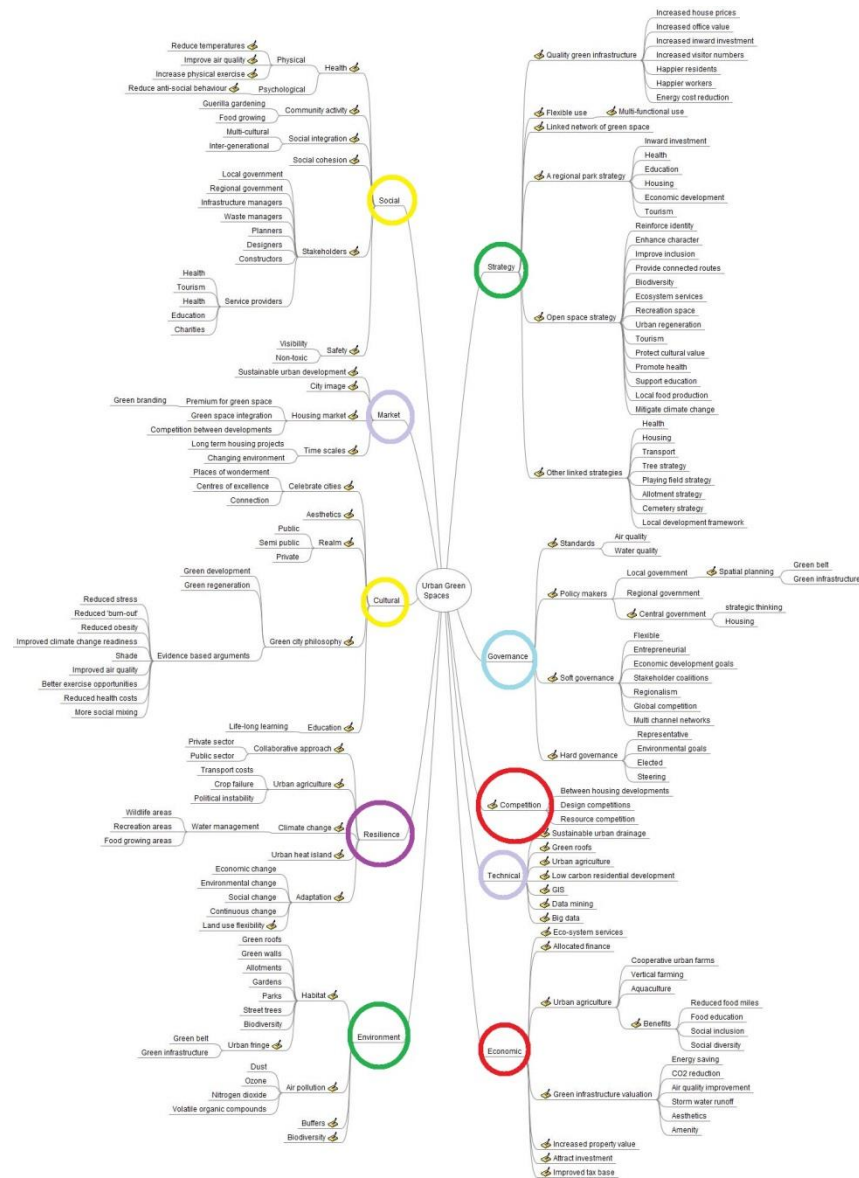 Urban Green
Spaces
Social
Health
Physical
Reduce temperatures
Improve air quality
Increase physical exercise
Psychological
Reduce anti-social behaviour
Community activity
Guerilla gardening
Food growing
Social integration
Multi-cultural
Inter-generational
Social cohesion
Stakeholders
Local government
Regional government
Infrastructure managers
Waste managers
Planners
Designers
Constructors
Service providers
Health
Tourism
Health
Education
Charities
Safety
Visibility
Non-toxic
Market
Sustainable urban development
City image
Housing market
Premium for green space
Green branding
Green space integration
Competition between developments
Time scales
Long term housing projects
Changing environment
Cultural
Celebrate cities
Places of wonderment
Centres of excellence
Connection
Aesthetics
Realm
Public
Semi public
Private
Green city philosophy
Green development
Green regeneration
Evidence based arguments
Reduced stress
Reduced 'burn-out'
Reduced obesity
Improved climate change readiness
Shade
Improved air quality
Better exercise opportunities
Reduced health costs
More social mixing
Education
Life-long learning
Resilience
Collaborative approach
Private sector
Public sector
Urban agriculture
Transport costs
Crop failure
Political instability
Climate change
Water management
Wildlife areas
Recreation areas
Food growing areas
Urban heat island
Adaptation
Economic change
Environmental change
Social change
Continuous change
Land use flexibility
Environment
Habitat
Green roofs
Green walls
Allotments
Gardens
Parks
Street trees
Biodiversity
Urban fringe
Green belt
Green infrastructure
Air pollution
Dust
Ozone
Nitrogen dioxide
Volatile organic compounds
Buffers
Biodiversity
Strategy
Quality green infrastructure
Increased house prices
Increased office value
Increased inward investment
Increased visitor numbers
Happier residents
Happier workers
Energy cost reduction
Flexible use
Multi-functional use
Linked network of green space
A regional park strategy
Inward investment
Health
Education
Housing
Economic development
Tourism
Open space strategy
Reinforce identity
Enhance character
Improve inclusion
Provide connected routes
Biodiversity
Ecosystem services
Recreation space
Urban regeneration
Tourism
Protect cultural value
Promote health
Support education
Local food production
Mitigate climate change
Other linked strategies
Health
Housing
Transport
Tree strategy
Playing field strategy
Allotment strategy
Cemetery strategy
Local development framework
Governance
Standards
Air quality
Water quality
Policy makers
Local government
Spatial planning
Green belt
Green infrastructure
Regional government
Central government
strategic thinking
Housing
Soft governance
Flexible
Entrepreneurial
Economic development goals
Stakeholder coalitions
Regionalism
Global competition
Multi channel networks
Hard governance
Representative
Environmental goals
Elected
Steering
Competition
Between housing developments
Design competitions
Resource competition
Technical
Sustainable urban drainage
Green roofs
Urban agriculture
Low carbon residential development
GIS
Data mining
Big data
Economic
Eco-system services
Allocated finance
Urban agriculture
Cooperative urban farms
Vertical farming
Aquaculture
Benefits
Reduced food miles
Food education
Social inclusion
Social diversity
Green infrastructure valuation
Energy saving
CO2 reduction
Air quality improvement
Storm water runoff
Aesthetics
Amenity
Increased property value
Attract investment
Improved tax base